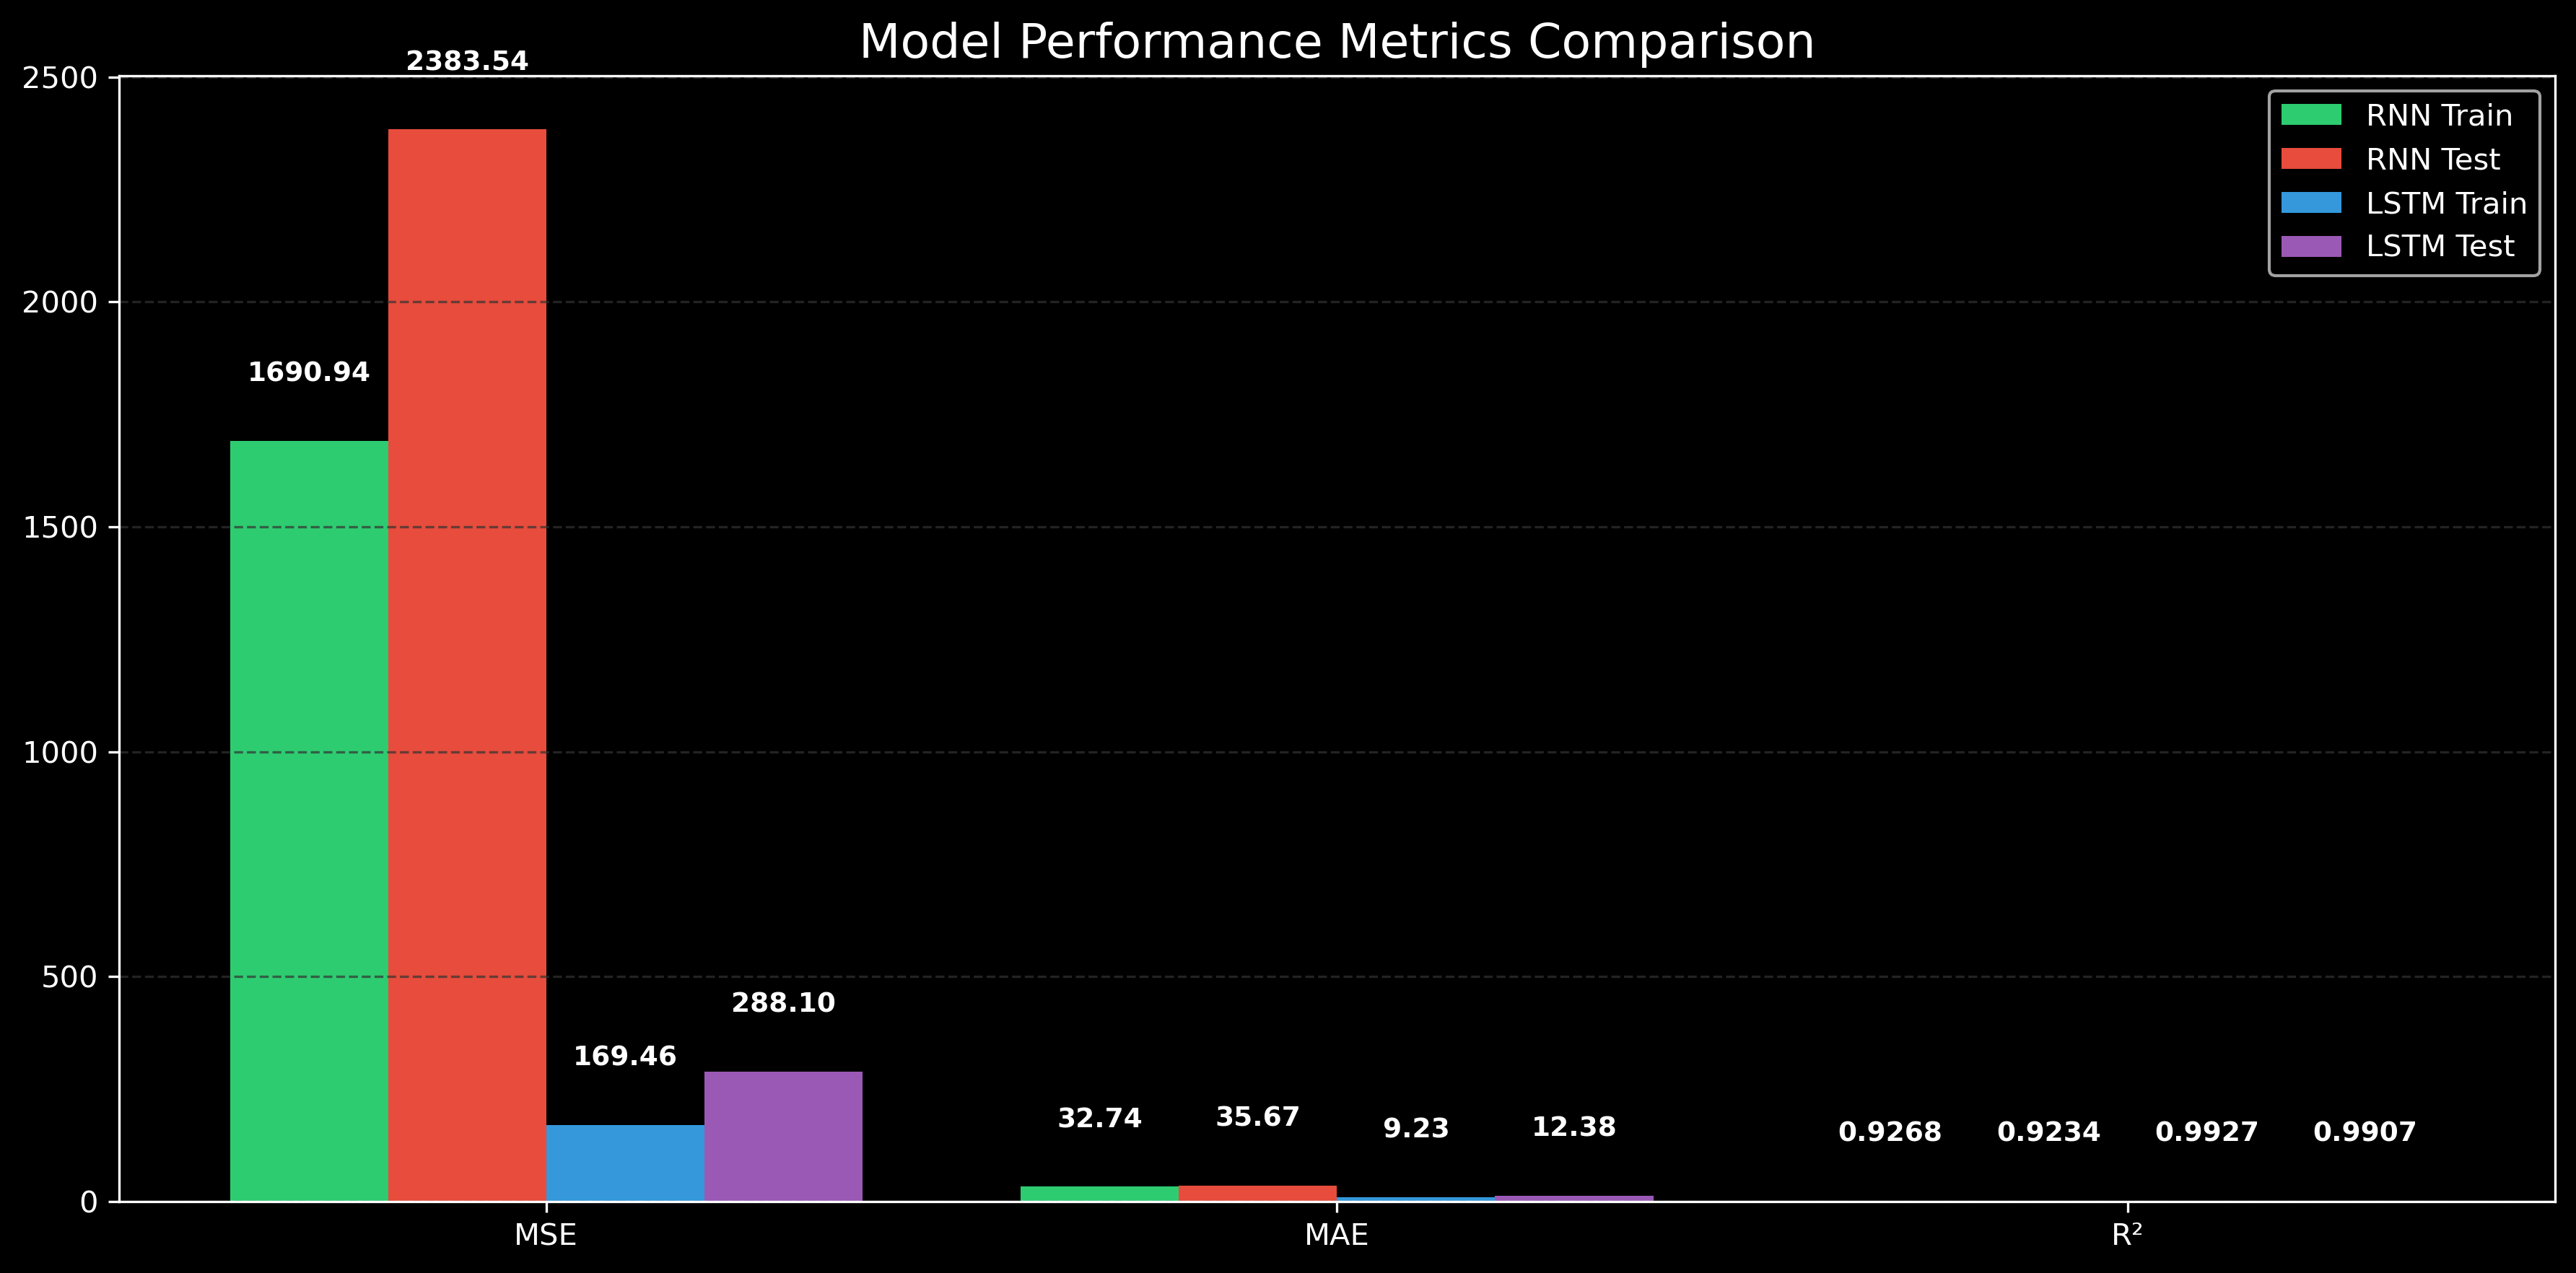 Model Performance Metrics Comparison
2383.54
2500
RNN Train
RNN Test
LSTM Train
LSTM Test
2000
1690.94
1500
1000
500
288.10
169.46
32.74 35.67 9.23 12.38
0.9268 0.9234 0.9927 0.9907
0
MSE MAE R²